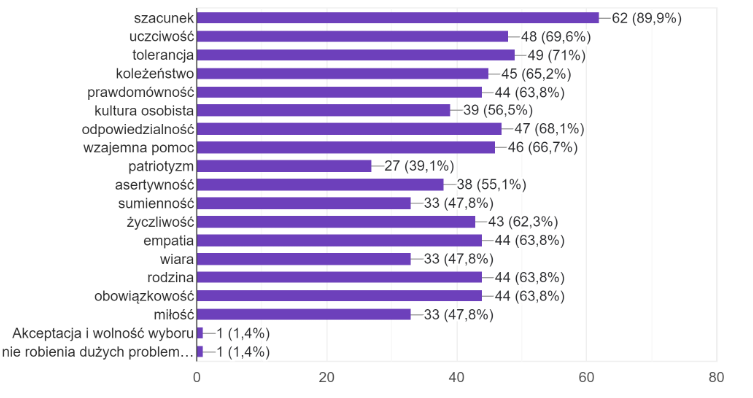 szacunek 62 (89,9%)
uczciwość 48 (69,6%)
tolerancja 49 (71%)
koleżeństwo 45 (65,2%)
prawdomówność 44 (63,8%)
kultura osobista 39 (56,5%)
odpowiedzialność 47 (68,1%)
wzajemna pomoc 46 (66,7%)
patriotyzm 27 (39,1%)
asertywność 38 (55,1%)
sumienność 33 (47,8%)
życzliwość 43 (62,3%)
empatia 44 (63,8%)
wiara 33 (47,8%)
rodzina 44 (63,8%)
obowiązkowość 44 (63,8%)
miłość 33 (47,8%)
Akceptacja i wolność wyboru 1 (1,4%)
nie robienia dużych problem… 1 (1,4%)
0 20 40 60 80